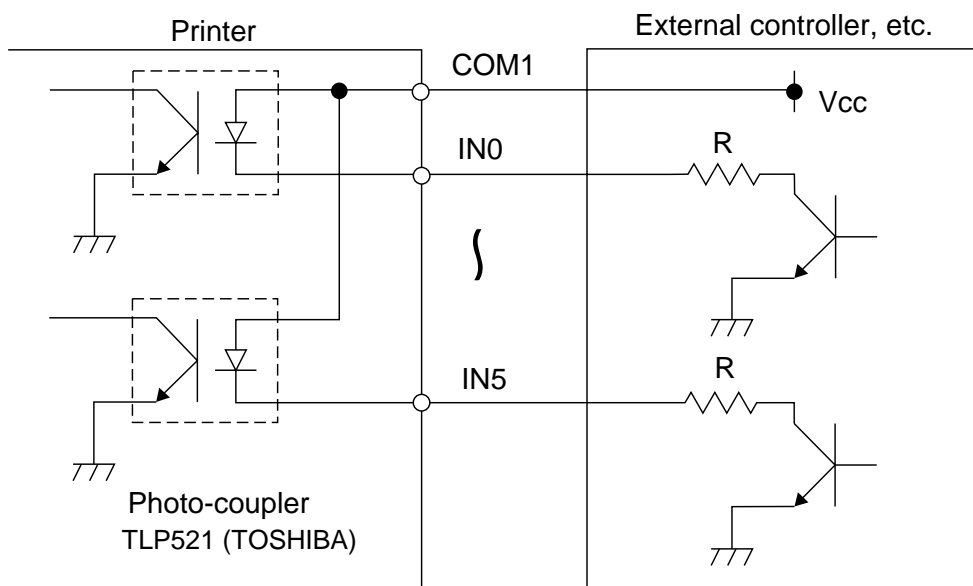 Printer
External controller, etc.
COM1
Vcc
IN0
R
R
IN5
Photo-coupler
TLP521 (TOSHIBA)